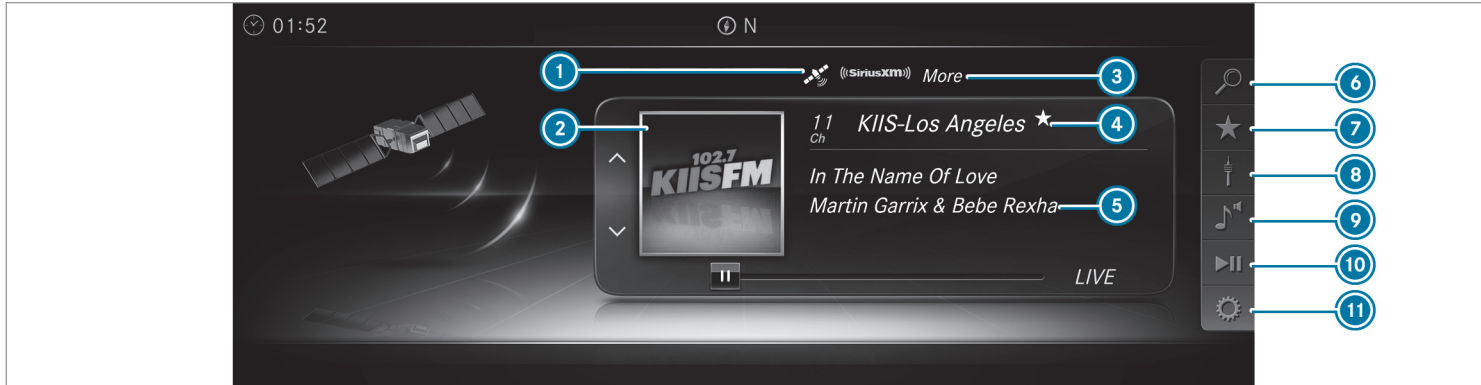 01:52
N
1
((SiriusXM))
More
3
6
2
11
Ch
KIIS-Los Angeles
4
7
102.7
KIISFM
In The Name Of Love
8
Martin Garrix & Bebe Rexha
5
9
10
LIVE
11